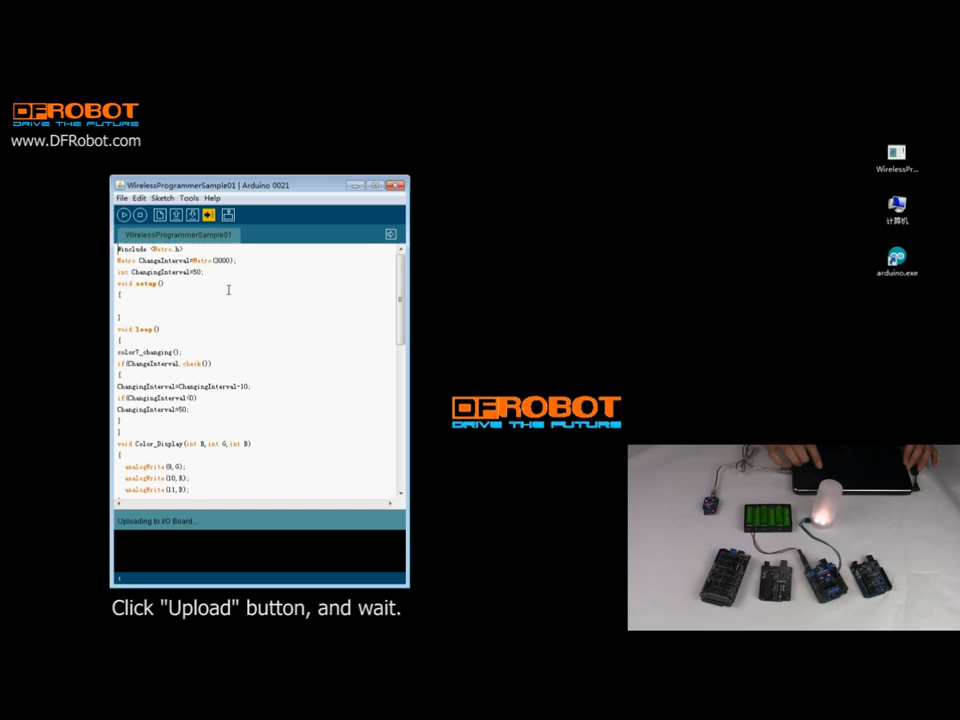 DFROBOT
DRIVE THE FUTURE
www.DFRobot.com
WirelessProgrammerSample01 | Arduino 0021
File Edit Sketch Tools Help
WirelessProgrammerSample01
#include <Metro.h>
Metro ChangeInterval=Metro(3000);
int ChangingInterval=50;
void setup()
{
}
void loop()
{
colorT_changing();
if(ChangeInterval.check())
{
ChangingInterval=ChangingInterval-10;
if(ChangingInterval<0)
ChangingInterval=50;
}
}
void Color_Display(int R,int G,int B)
{
analogWrite(9,G);
analogWrite(10,R);
analogWrite(11,B);
Uploading to I/O Board...
1
Click "Upload" button, and wait.
WirelessPr...
计算机
arduino.exe
DFROBOT
DRIVE THE FUTURE